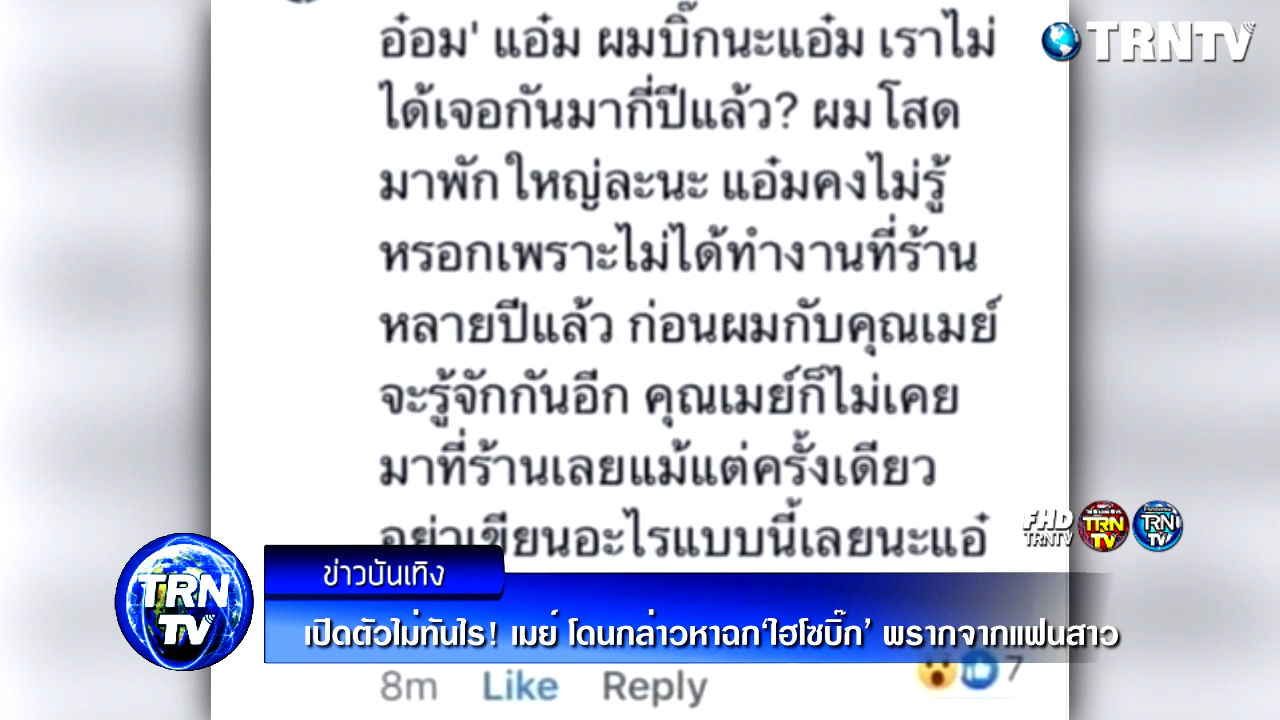 อ๋อม' แอ๋ม ผมบิ๊กนะแอ๋ม เราไม่
ได้เจอกันมากี่ปีแล้ว? ผมโสด
มาพักใหญ่ละนะ แอ๋มคงไม่รู้
หรอกเพราะไม่ได้ทำงานที่ร้าน
หลายปีแล้ว ก่อนผมกับคุณเมย์
จะรู้จักกันอีก คุณเมย์ก็ไม่เคย
มาที่ร้านเลยแม้แต่ครั้งเดียว
อย่าเขียนอะไรแบบนี้เลยนะแอ๋
8m Like Reply 7
TRNTV
FHD
TRNTV
TRN
TV
TRN
TV
TRN
TV
ข่าวบันเทิง
เปิดตัวไม่ทันไร! เมย์ โดนกล่าวหาฉก‘ไฮโซบิ๊ก’ พรากจากแฟนสาว